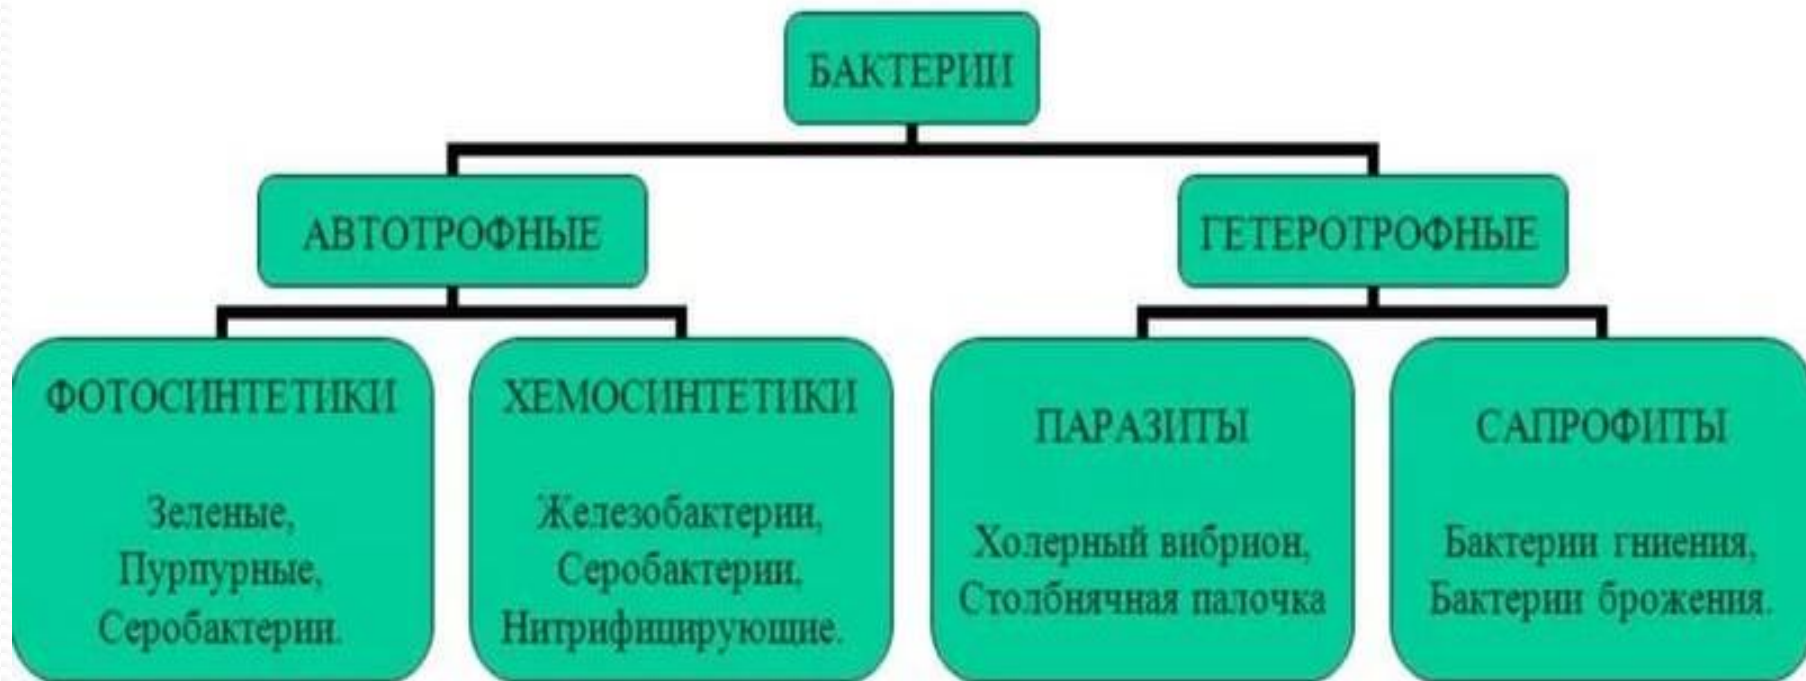 БАКТЕРИИ
АВТОТРОФНЫЕ
ГЕТЕРОТРОФНЫЕ
ФОТОСИНТЕТИКИ
Зеленые,
Пурпурные,
Серобактерии.
ХЕМОСИНТЕТИКИ
Железобактерии,
Серобактерии,
Нитрифицирующие.
ПАРАЗИТЫ
Холерный вибрион,
Столбнячная палочка
САПРОФИТЫ
Бактерии гниения,
Бактерии брожения.